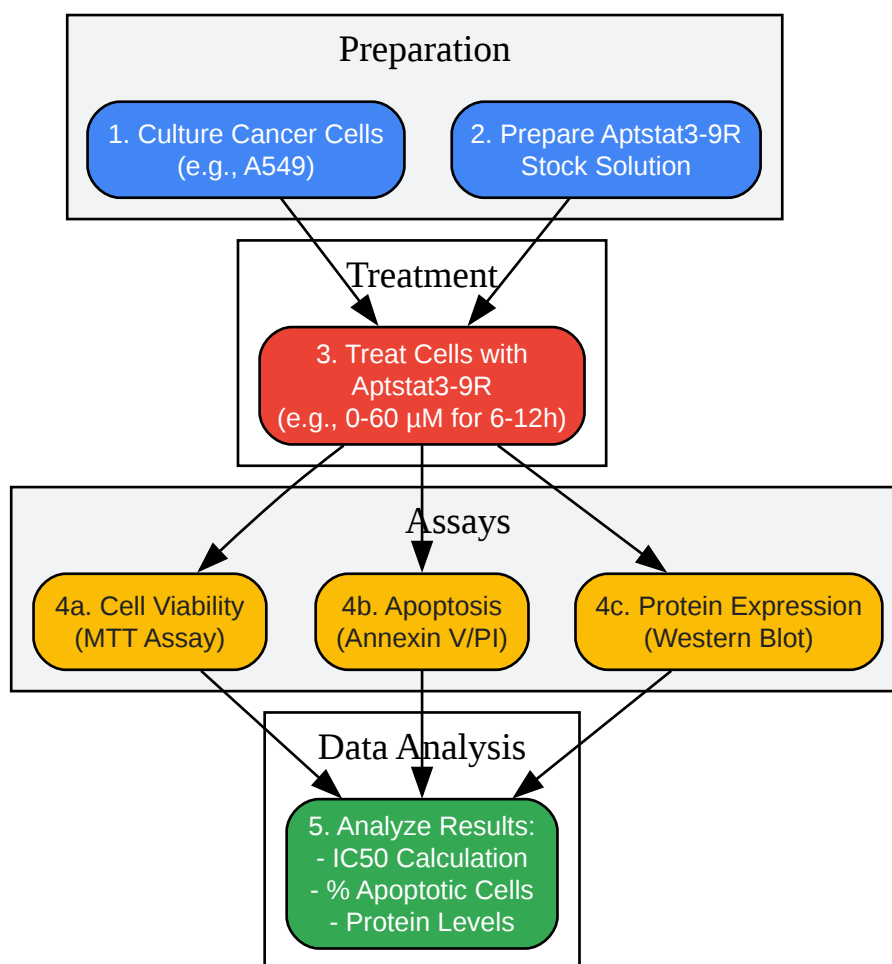 Preparation
1. Culture Cancer Cells
(e.g., A549)
2. Prepare Aptstat3-9R
Stock Solution
Treatment
3. Treat Cells with
Aptstat3-9R
(e.g., 0-60 µM for 6-12h)
Assays
4a. Cell Viability
(MTT Assay)
4b. Apoptosis
(Annexin V/PI)
4c. Protein Expression
(Western Blot)
Data Analysis
5. Analyze Results:
- IC50 Calculation
- % Apoptotic Cells
- Protein Levels